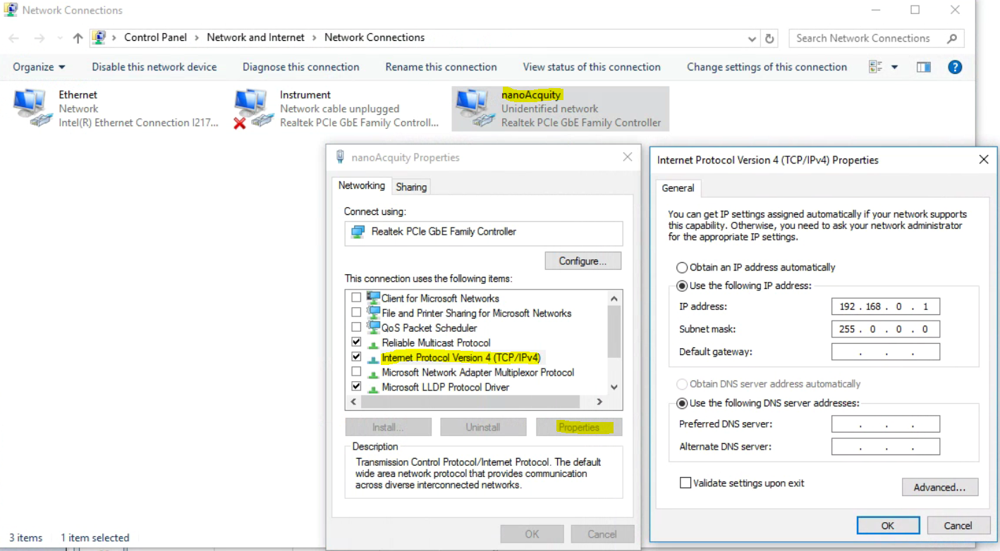 Network Connections
Control Panel > Network and Internet > Network Connections
Search Network Connections
Organize
Disable this network device
Diagnose this connection
Rename this connection
View status of this connection
Change settings of this connection
?
Ethernet
Network
Intel(R) Ethernet Connection I217...
Instrument
Network cable unplugged
Realtek PCIe GbE Family Controll...
nanoAcquity
Unidentified network
Realtek PCIe GbE Family Controller
nanoAcquity Properties
Networking
Sharing
Connect using:
Realtek PCIe GbE Family Controller
Configure...
This connection uses the following items:
Client for Microsoft Networks
File and Printer Sharing for Microsoft Networks
QoS Packet Scheduler
Reliable Multicast Protocol
Internet Protocol Version 4 (TCP/IPv4)
Microsoft Network Adapter Multiplexor Protocol
Microsoft LLDP Protocol Driver
Install...
Uninstall
Properties
Description
Transmission Control Protocol/Internet Protocol. The default
wide area network protocol that provides communication
across diverse interconnected networks.
OK
Cancel
Internet Protocol Version 4 (TCP/IPv4) Properties
General
You can get IP settings assigned automatically if your network supports
this capability. Otherwise, you need to ask your network administrator
for the appropriate IP settings.
Obtain an IP address automatically
Use the following IP address:
IP address: 192 . 168 . 0 . 1
Subnet mask: 255 . 0 . 0 . 0
Default gateway: . . .
Obtain DNS server address automatically
Use the following DNS server addresses:
Preferred DNS server: . . .
Alternate DNS server: . . .
Validate settings upon exit
Advanced...
OK
Cancel
3 items
1 item selected